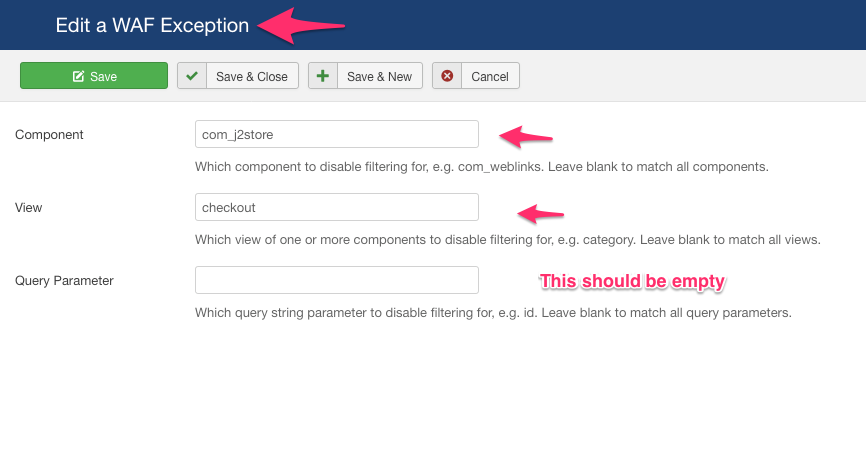 Edit a WAF Exception
Save
Save & Close
Save & New
Cancel
Component
com_j2store
Which component to disable filtering for, e.g. com_weblinks. Leave blank to match all components.
View
checkout
Which view of one or more components to disable filtering for, e.g. category. Leave blank to match all views.
Query Parameter
This should be empty
Which query string parameter to disable filtering for, e.g. id. Leave blank to match all query parameters.